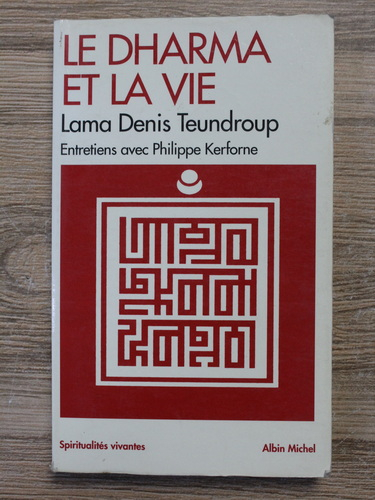 LE DHARMA
ET LA VIE
Lama Denis Teundroup
Entretiens avec Philippe Kerforne
Spiritualités vivantes
Albin Michel